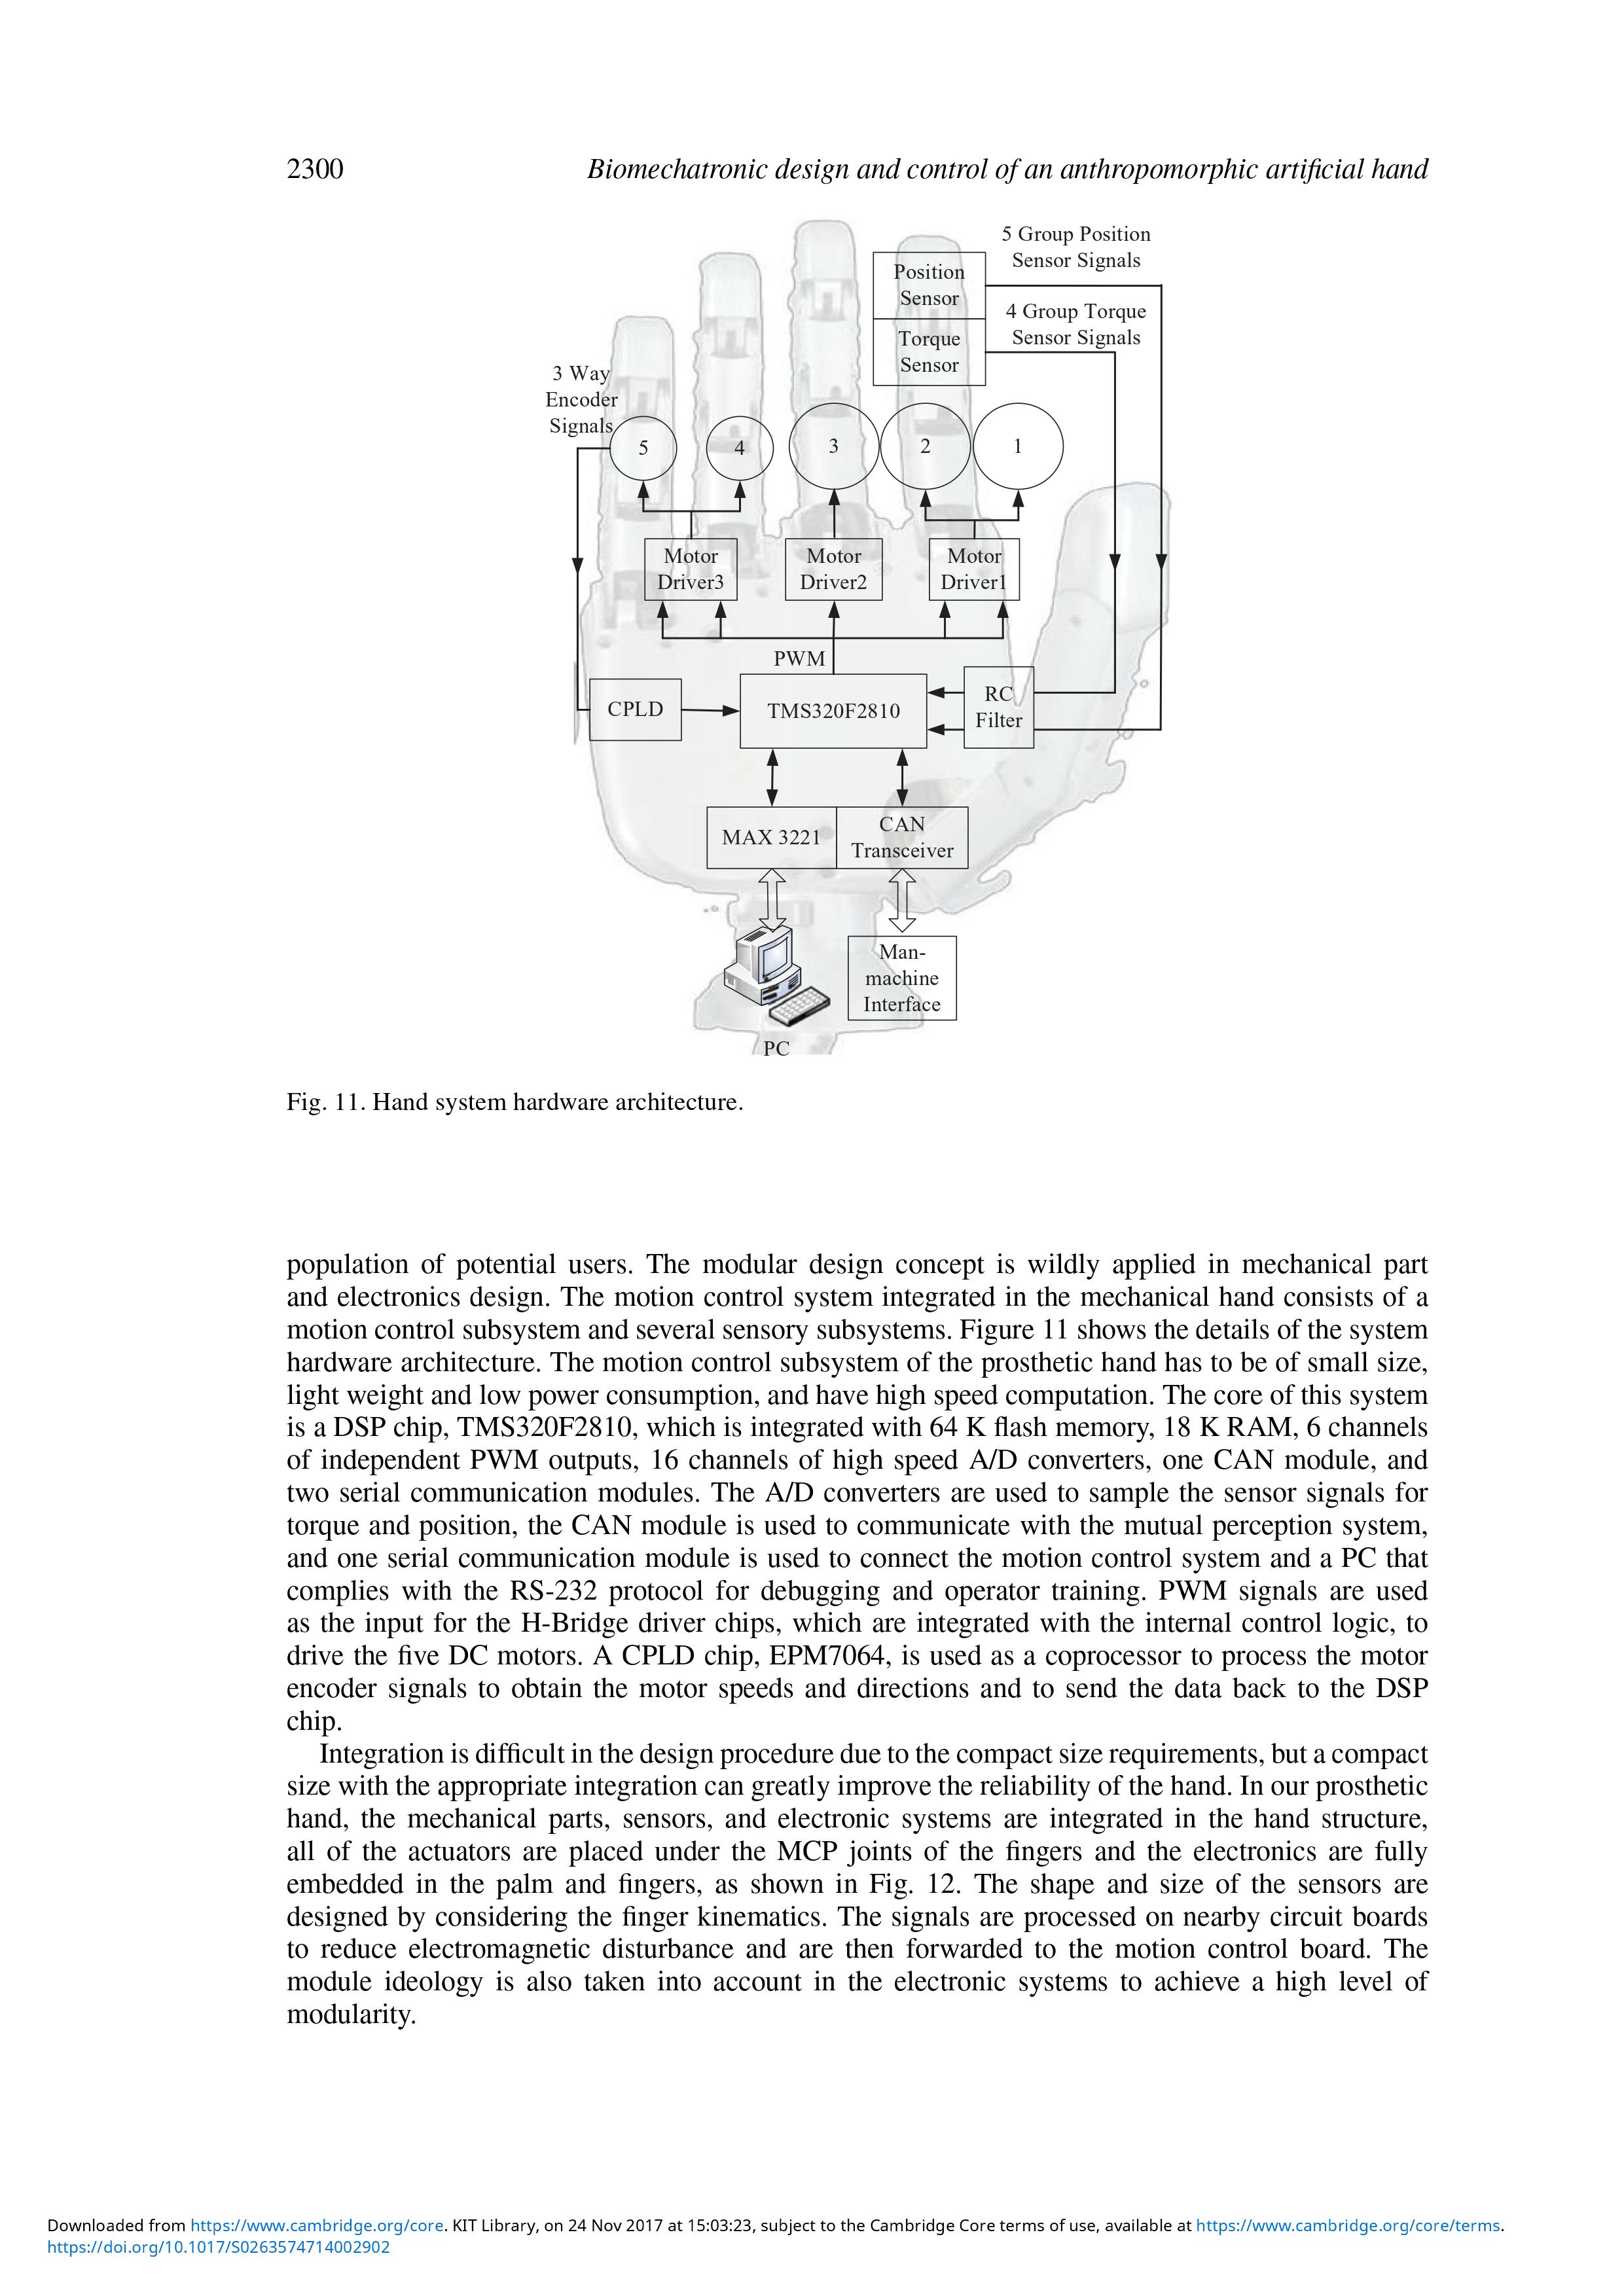 2300
Biomechatronic design and control of an anthropomorphic artificial hand
5 Group Position
Sensor Signals
Position
Sensor
4 Group Torque
Sensor Signals
Torque
Sensor
3 Way
Encoder
Signals
5
4
3
2
1
Motor
Driver3
Motor
Driver2
Motor
Driver1
PWM
CPLD
TMS320F2810
RC
Filter
MAX 3221
CAN
Transceiver
Man-
machine
Interface
PC
Fig. 11. Hand system hardware architecture.
population of potential users. The modular design concept is wildly applied in mechanical part
and electronics design. The motion control system integrated in the mechanical hand consists of a
motion control subsystem and several sensory subsystems. Figure 11 shows the details of the system
hardware architecture. The motion control subsystem of the prosthetic hand has to be of small size,
light weight and low power consumption, and have high speed computation. The core of this system
is a DSP chip, TMS320F2810, which is integrated with 64 K flash memory, 18 K RAM, 6 channels
of independent PWM outputs, 16 channels of high speed A/D converters, one CAN module, and
two serial communication modules. The A/D converters are used to sample the sensor signals for
torque and position, the CAN module is used to communicate with the mutual perception system,
and one serial communication module is used to connect the motion control system and a PC that
complies with the RS-232 protocol for debugging and operator training. PWM signals are used
as the input for the H-Bridge driver chips, which are integrated with the internal control logic, to
drive the five DC motors. A CPLD chip, EPM7064, is used as a coprocessor to process the motor
encoder signals to obtain the motor speeds and directions and to send the data back to the DSP
chip.
Integration is difficult in the design procedure due to the compact size requirements, but a compact
size with the appropriate integration can greatly improve the reliability of the hand. In our prosthetic
hand, the mechanical parts, sensors, and electronic systems are integrated in the hand structure,
all of the actuators are placed under the MCP joints of the fingers and the electronics are fully
embedded in the palm and fingers, as shown in Fig. 12. The shape and size of the sensors are
designed by considering the finger kinematics. The signals are processed on nearby circuit boards
to reduce electromagnetic disturbance and are then forwarded to the motion control board. The
module ideology is also taken into account in the electronic systems to achieve a high level of
modularity.
Downloaded from https://www.cambridge.org/core. KIT Library, on 24 Nov 2017 at 15:03:23, subject to the Cambridge Core terms of use, available at https://www.cambridge.org/core/terms.
https://doi.org/10.1017/S0263574714002902